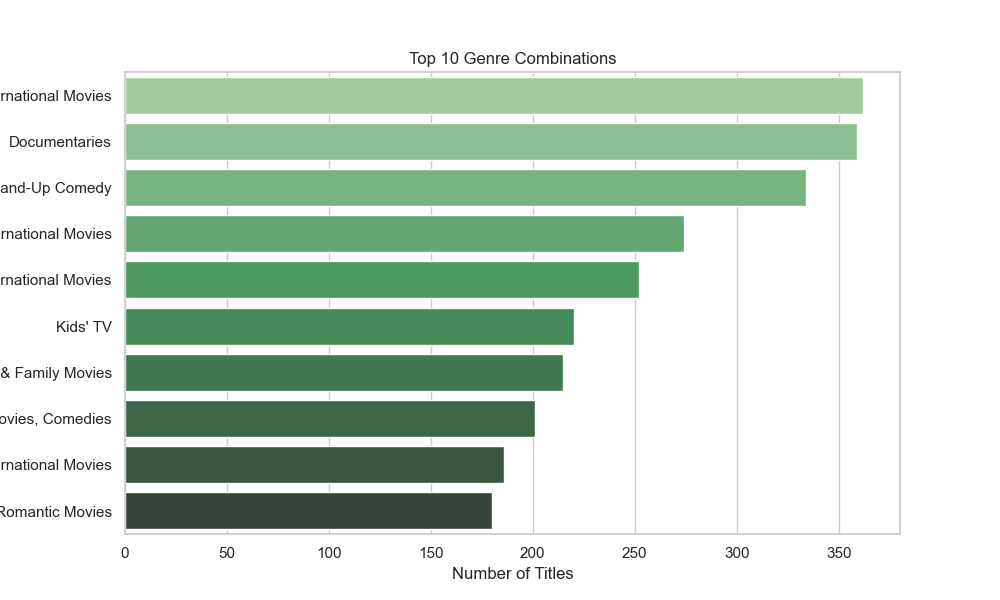 Top 10 Genre Combinations
rnational Movies
Documentaries
and-Up Comedy
rnational Movies
rnational Movies
Kids' TV
& Family Movies
ovies, Comedies
rnational Movies
Romantic Movies
0 50 100 150 200 250 300 350
Number of Titles